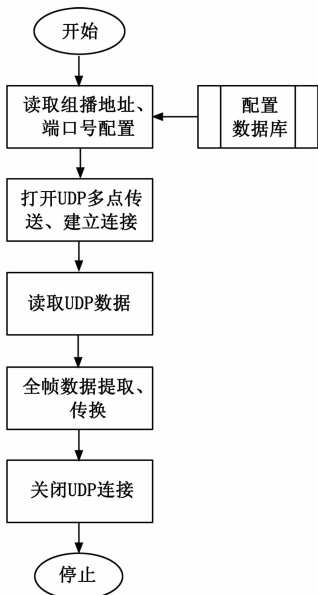 开始
读取组播地址、
端口号配置
配置
数据库
打开UDP多点传
送、建立连接
读取UDP数据
全帧数据提取、
传换
关闭UDP连接
停止